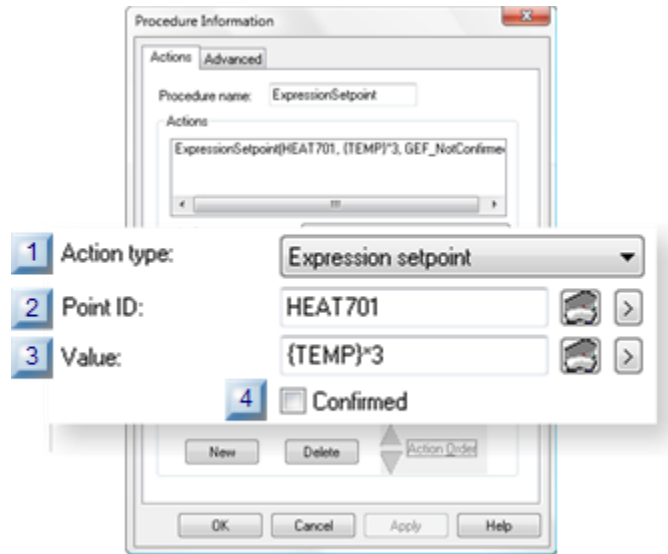 Procedure Information
Actions Advanced
Procedure name: ExpressionSetpoint
Actions
ExpressionSetpoint(HEAT701, {TEMP}*3, GEF_NotConfirme
1 Action type: Expression setpoint
2 Point ID: HEAT701 >
3 Value: {TEMP}*3 >
4 Confirmed
New Delete Action Order
OK Cancel Apply Help